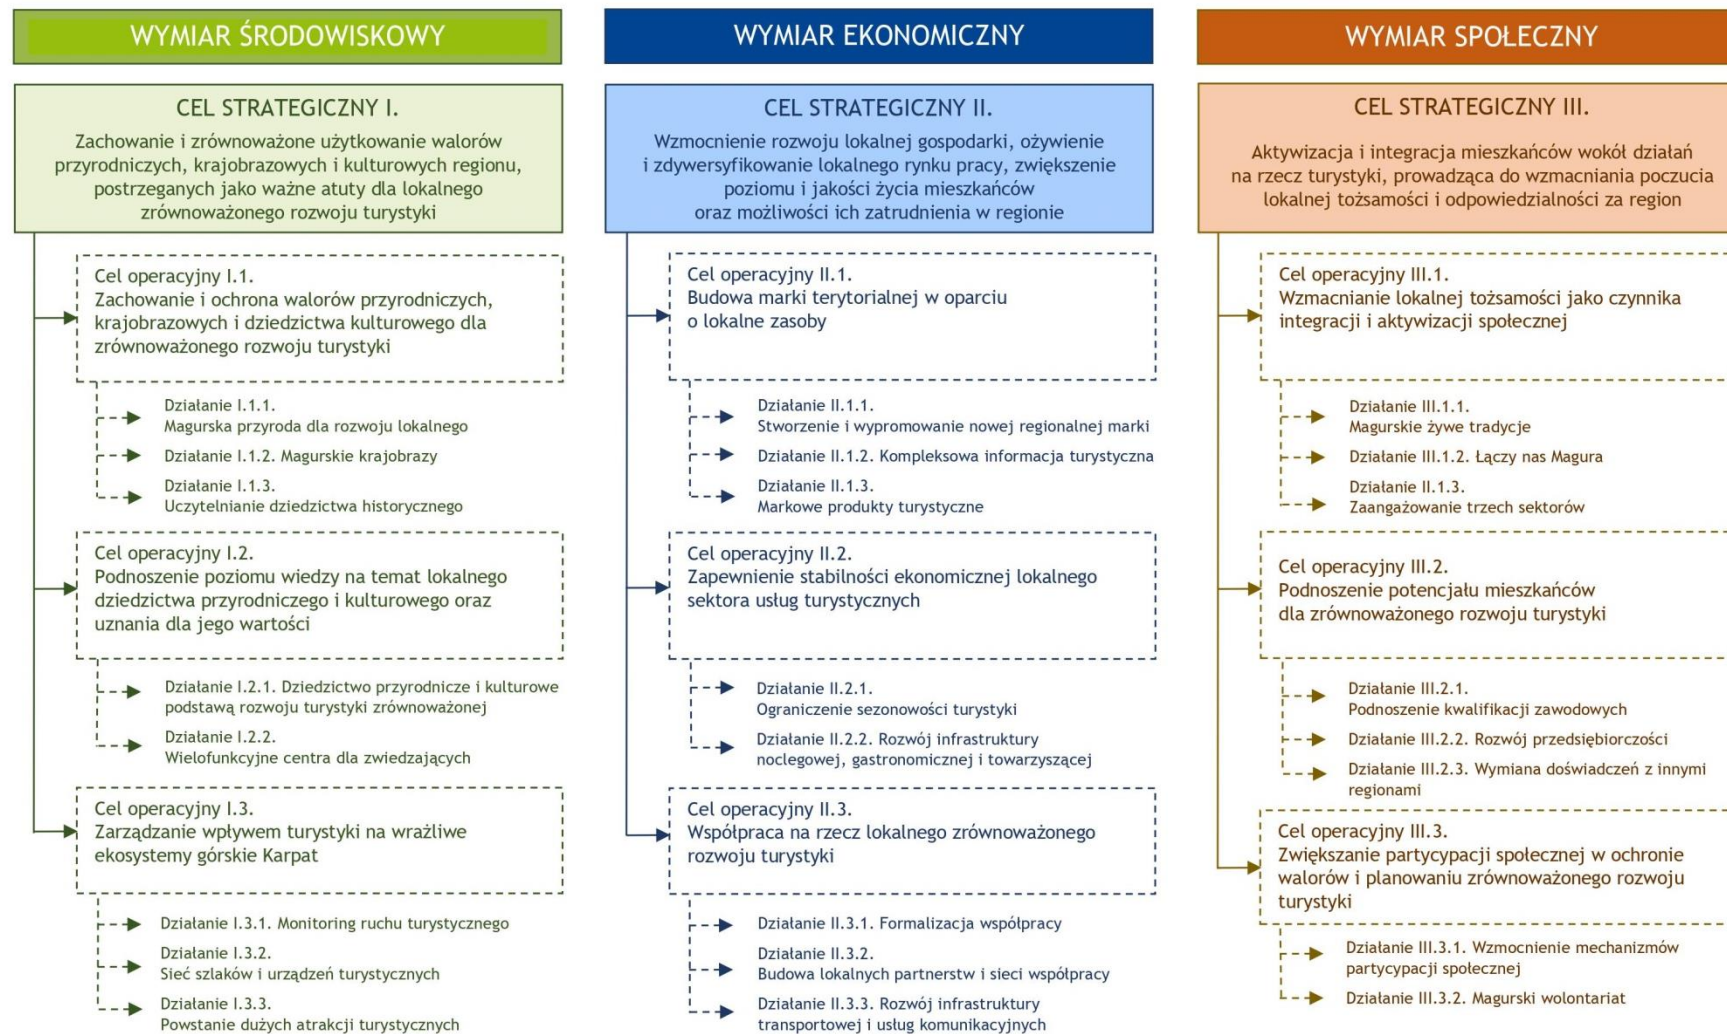 WYMIAR ŚRODOWISKOWY
CEL STRATEGICZNY I.
Zachowanie i zrównoważone użytkowanie walorów
przyrodniczych, krajobrazowych i kulturowych regionu,
postrzeganych jako ważne atuty dla lokalnego
zrównoważonego rozwoju turystyki
Cel operacyjny I.1.
Zachowanie i ochrona walorów przyrodniczych,
krajobrazowych i dziedzictwa kulturowego dla
zrównoważonego rozwoju turystyki
Działanie I.1.1.
Magurska przyroda dla rozwoju lokalnego
Działanie I.1.2. Magurskie krajobrazy
Działanie I.1.3.
Uczytelnianie dziedzictwa historycznego
Cel operacyjny I.2.
Podnoszenie poziomu wiedzy na temat lokalnego
dziedzictwa przyrodniczego i kulturowego oraz
uznania dla jego wartości
Działanie I.2.1. Dziedzictwo przyrodnicze i kulturowe
podstawą rozwoju turystyki zrównoważonej
Działanie I.2.2.
Wielofunkcyjne centra dla zwiedzających
Cel operacyjny I.3.
Zarządzanie wpływem turystyki na wrażliwe
ekosystemy górskie Karpat
Działanie I.3.1. Monitoring ruchu turystycznego
Działanie I.3.2.
Sieć szlaków i urządzeń turystycznych
Działanie I.3.3.
Powstanie dużych atrakcji turystycznych
WYMIAR EKONOMICZNY
CEL STRATEGICZNY II.
Wzmocnienie rozwoju lokalnej gospodarki, ożywienie
i zdywersyfikowanie lokalnego rynku pracy, zwiększenie
poziomu i jakości życia mieszkańców
oraz możliwości ich zatrudnienia w regionie
Cel operacyjny II.1.
Budowa marki terytorialnej w oparciu
o lokalne zasoby
Działanie II.1.1.
Stworzenie i wypromowanie nowej regionalnej marki
Działanie II.1.2. Kompleksowa informacja turystyczna
Działanie II.1.3.
Markowe produkty turystyczne
Cel operacyjny II.2.
Zapewnienie stabilności ekonomicznej lokalnego
sektora usług turystycznych
Działanie II.2.1.
Ograniczenie sezonowości turystyki
Działanie II.2.2. Rozwój infrastruktury
noclegowej, gastronomicznej i towarzyszącej
Cel operacyjny II.3.
Współpraca na rzecz lokalnego zrównoważonego
rozwoju turystyki
Działanie II.3.1. Formalizacja współpracy
Działanie II.3.2.
Budowa lokalnych partnerstw i sieci współpracy
Działanie II.3.3. Rozwój infrastruktury
transportowej i usług komunikacyjnych
WYMIAR SPOŁECZNY
CEL STRATEGICZNY III.
Aktywizacja i integracja mieszkańców wokół działań
na rzecz turystyki, prowadząca do wzmacniania poczucia
lokalnej tożsamości i odpowiedzialności za region
Cel operacyjny III.1.
Wzmacnianie lokalnej tożsamości jako czynnika
integracji i aktywizacji społecznej
Działanie III.1.1.
Magurskie żywe tradycje
Działanie III.1.2. Łączy nas Magura
Działanie II.1.3.
Zaangażowanie trzech sektorów
Cel operacyjny III.2.
Podnoszenie potencjału mieszkańców
dla zrównoważonego rozwoju turystyki
Działanie III.2.1.
Podnoszenie kwalifikacji zawodowych
Działanie III.2.2. Rozwój przedsiębiorczości
Działanie III.2.3. Wymiana doświadczeń z innymi
regionami
Cel operacyjny III.3.
Zwiększanie partycypacji społecznej w ochronie
walorów i planowaniu zrównoważonego rozwoju
turystyki
Działanie III.3.1. Wzmocnienie mechanizmów
partycypacji społecznej
Działanie III.3.2. Magurski wolontariat